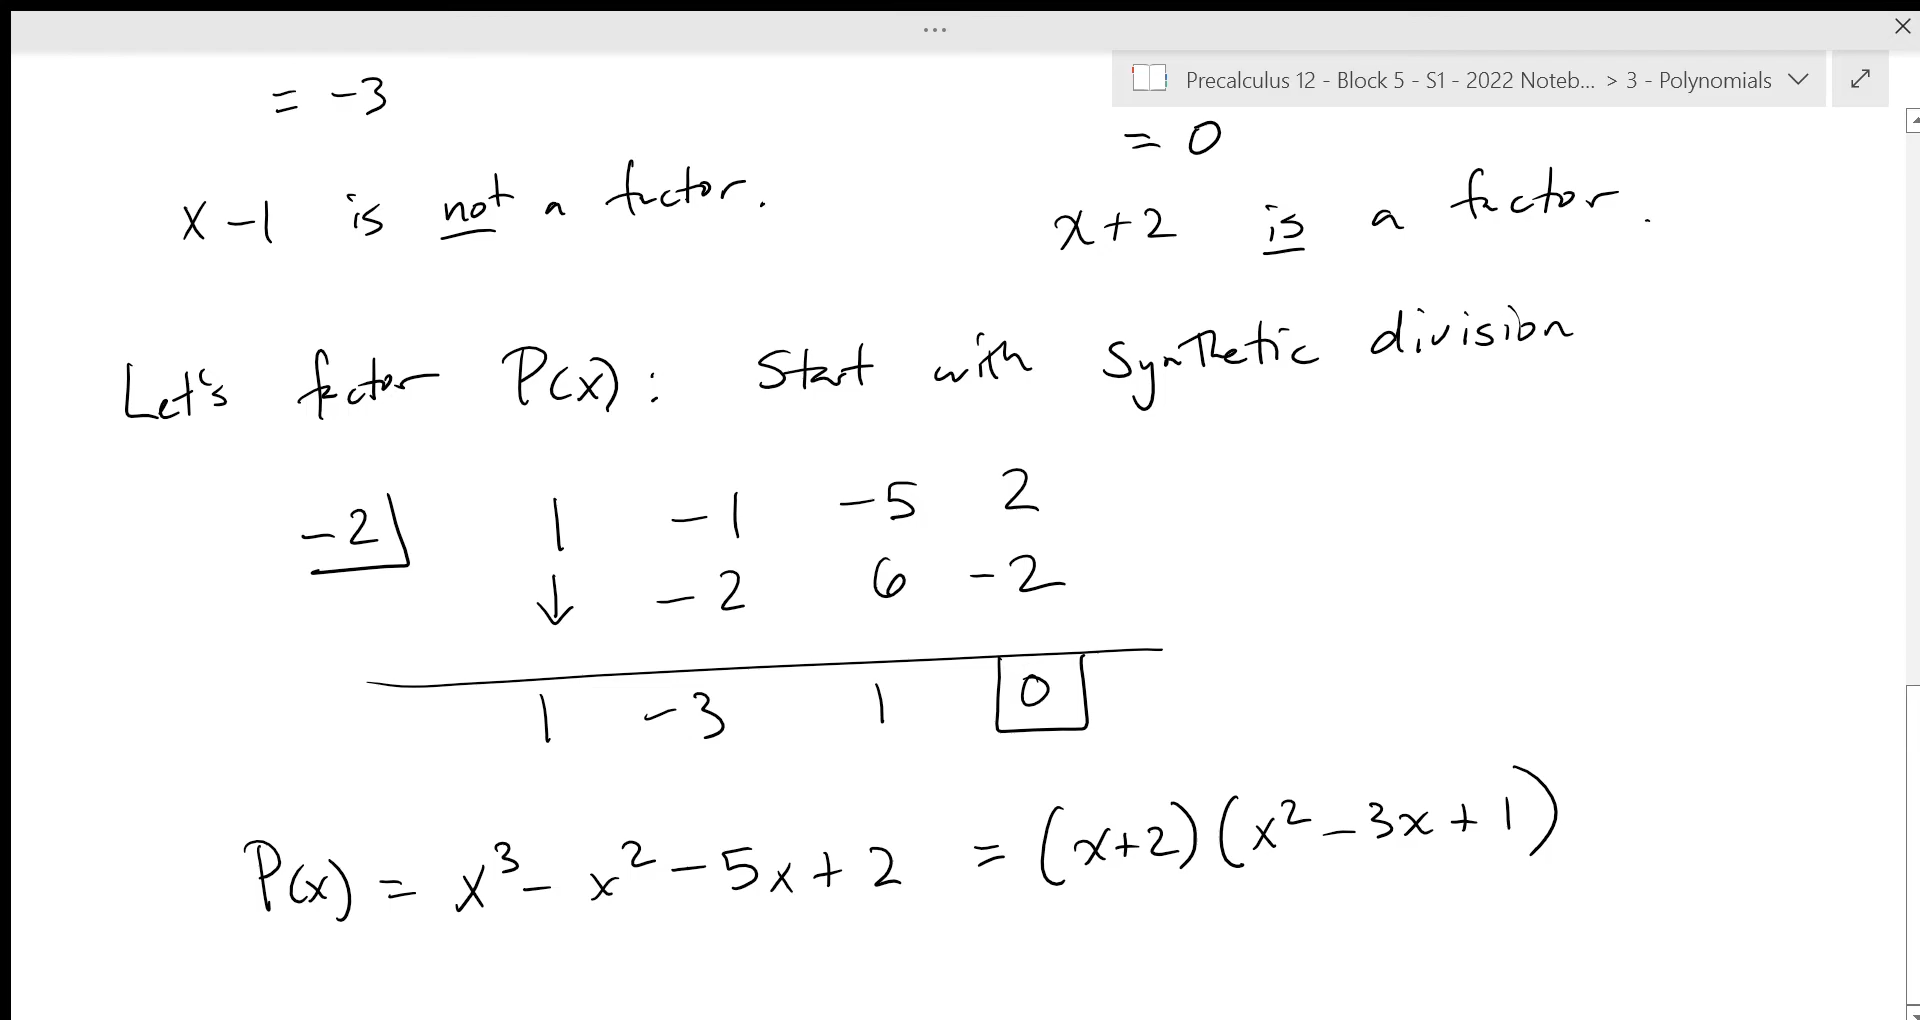 Precalculus 12 - Block 5 - S1 - 2022 Noteb... > 3 - Polynomials
= -3
= 0
x -1 is not a factor.
x+2 is a factor.
Let's factor P(x): Start with synthetic division
-2 1 -1 -5 2
↓ -2 6 -2
1 -3 1 0
P(x) = x³ - x² - 5x + 2 = (x+2)(x² - 3x + 1)